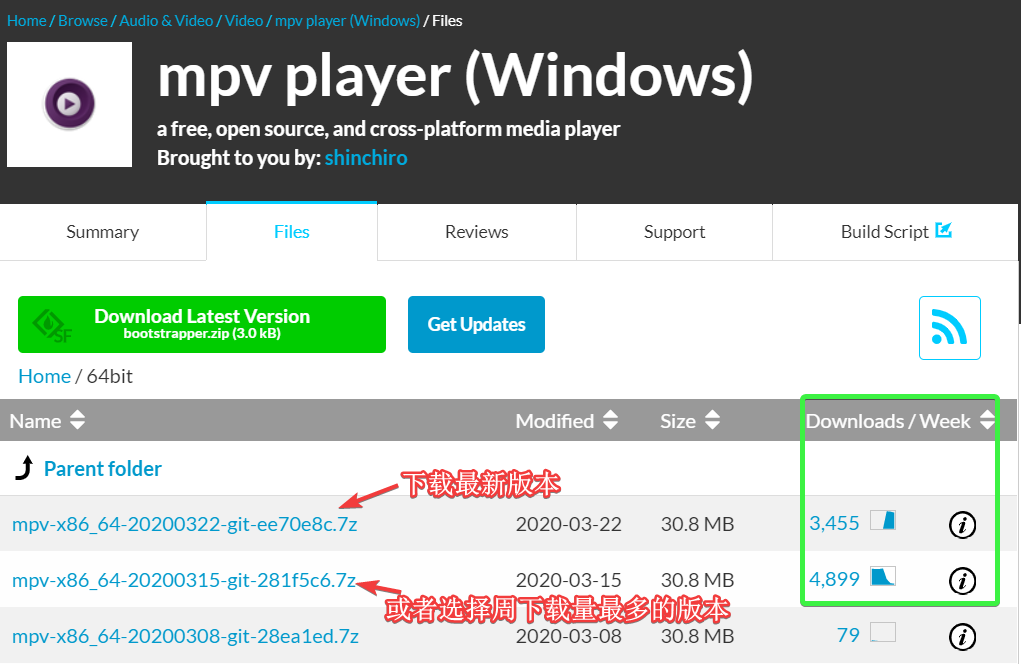 Home / Browse / Audio & Video / Video / mpv player (Windows) / Files
mpv player (Windows)
a free, open source, and cross-platform media player
Brought to you by: shinchiro
Summary Files Reviews Support Build Script
Download Latest Version
bootstrapper.zip (3.0 kB)
SF
Get Updates
Home / 64bit
Name Modified Size Downloads / Week
Parent folder
下载最新版本
mpv-x86_64-20200322-git-ee70e8c.7z 2020-03-22 30.8 MB 3,455 i
mpv-x86_64-20200315-git-281f5c6.7z 2020-03-15 30.8 MB 4,899 i
或者选择周下载量最多的版本
mpv-x86_64-20200308-git-28ea1ed.7z 2020-03-08 30.8 MB 79 i